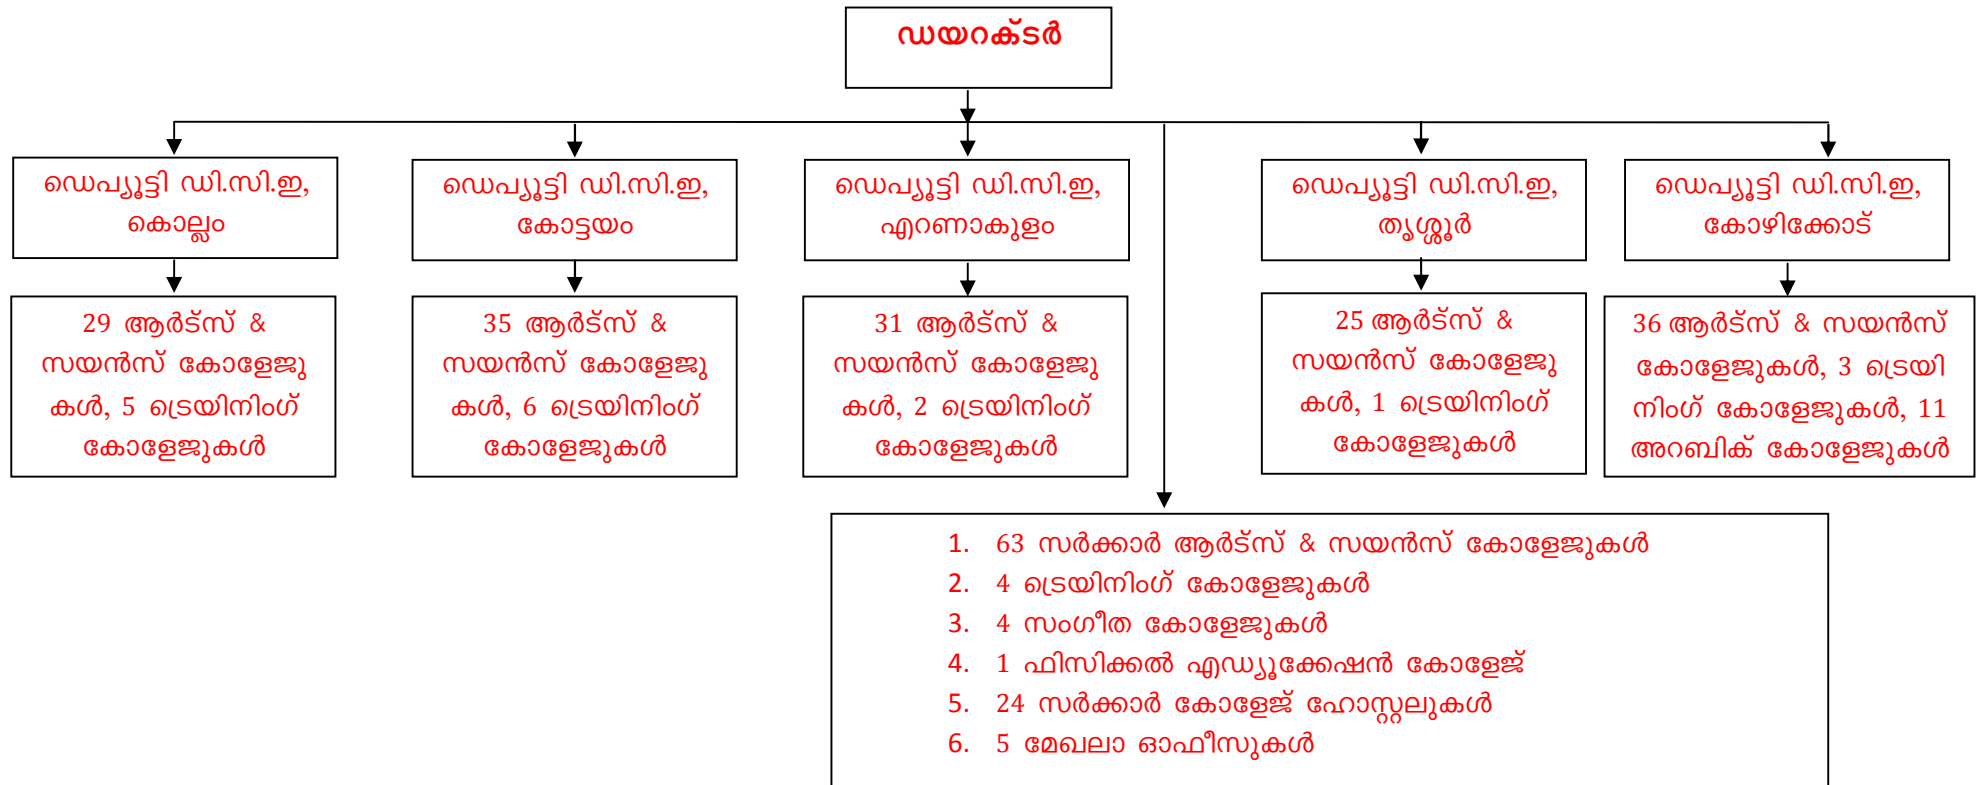 ഡയറക്ടർ
ഡെപ്യൂട്ടി ഡി.സി.ഇ,
കൊല്ലം
ഡെപ്യൂട്ടി ഡി.സി.ഇ,
കോട്ടയം
ഡെപ്യൂട്ടി ഡി.സി.ഇ,
എറണാകുളം
ഡെപ്യൂട്ടി ഡി.സി.ഇ,
തൃശ്ശൂർ
ഡെപ്യൂട്ടി ഡി.സി.ഇ,
കോഴിക്കോട്
29 ആർട്സ് &
സയൻസ് കോളേജു
കൾ, 5 ട്രെയിനിംഗ്
കോളേജുകൾ
35 ആർട്സ് &
സയൻസ് കോളേജു
കൾ, 6 ട്രെയിനിംഗ്
കോളേജുകൾ
31 ആർട്സ് &
സയൻസ് കോളേജു
കൾ, 2 ട്രെയിനിംഗ്
കോളേജുകൾ
25 ആർട്സ് &
സയൻസ് കോളേജു
കൾ, 1 ട്രെയിനിംഗ്
കോളേജുകൾ
36 ആർട്സ് & സയൻസ്
കോളേജുകൾ, 3 ട്രെയി
നിംഗ് കോളേജുകൾ, 11
അറബിക് കോളേജുകൾ
1. 63 സർക്കാർ ആർട്സ് & സയൻസ് കോളേജുകൾ
2. 4 ട്രെയിനിംഗ് കോളേജുകൾ
3. 4 സംഗീത കോളേജുകൾ
4. 1 ഫിസിക്കൽ എഡ്യൂക്കേഷൻ കോളേജ്
5. 24 സർക്കാർ കോളേജ് ഹോസ്റ്റലുകൾ
6. 5 മേഖലാ ഓഫീസുകൾ